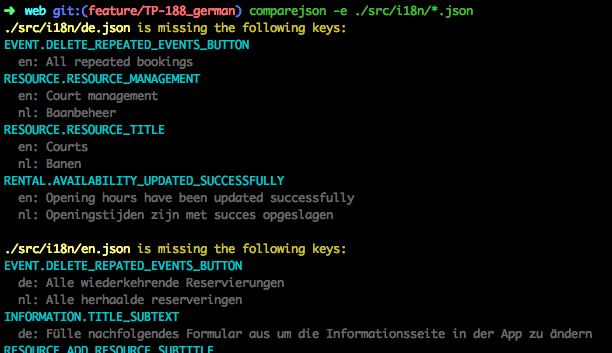 ➜ web git:(feature/TP-188_german) comparejson -e ./src/i18n/*.json
./src/i18n/de.json is missing the following keys:
EVENT.DELETE_REPEATED_EVENTS_BUTTON
en: All repeated bookings
RESOURCE.RESOURCE_MANAGEMENT
en: Court management
nl: Baanbeheer
RESOURCE.RESOURCE_TITLE
en: Courts
nl: Banen
RENTAL.AVAILABILITY_UPDATED_SUCCESSFULLY
en: Opening hours have been updated successfully
nl: Openingstijden zijn met succes opgeslagen
./src/i18n/en.json is missing the following keys:
EVENT.DELETE_REPATED_EVENTS_BUTTON
de: Alle wiederkehrende Reservierungen
nl: Alle herhaalde reserveringen
INFORMATION.TITLE_SUBTEXT
de: Fülle nachfolgendes Formular aus um die Informationsseite in der App zu ändern
RESOURCE.ADD_RESOURCE_SUBTITLE